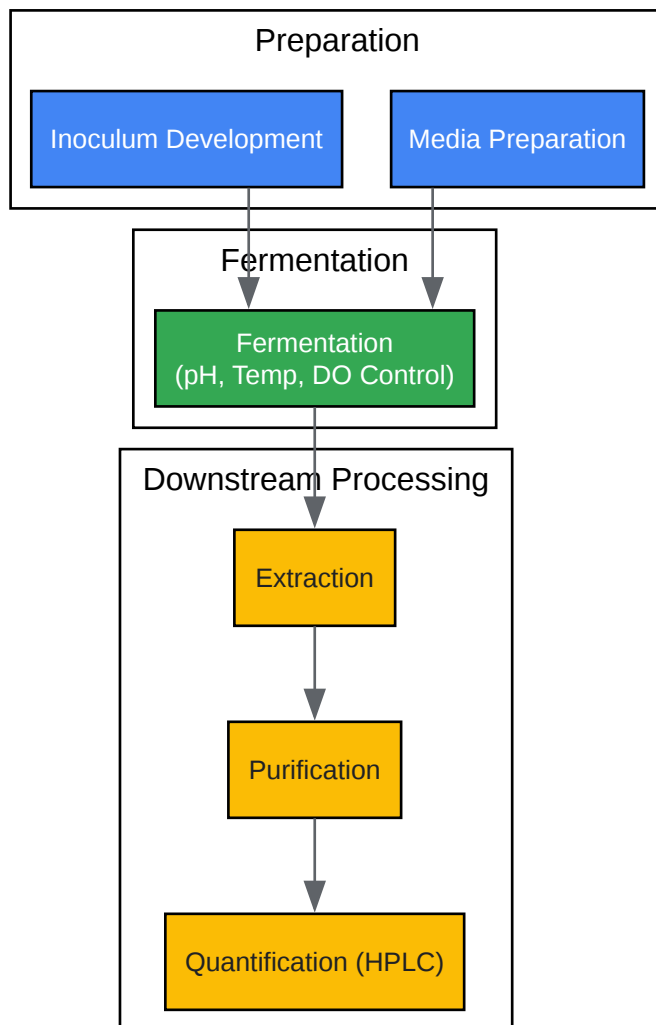 Preparation
Inoculum Development
Media Preparation
Fermentation
Fermentation
(pH, Temp, DO Control)
Downstream Processing
Extraction
Purification
Quantification (HPLC)